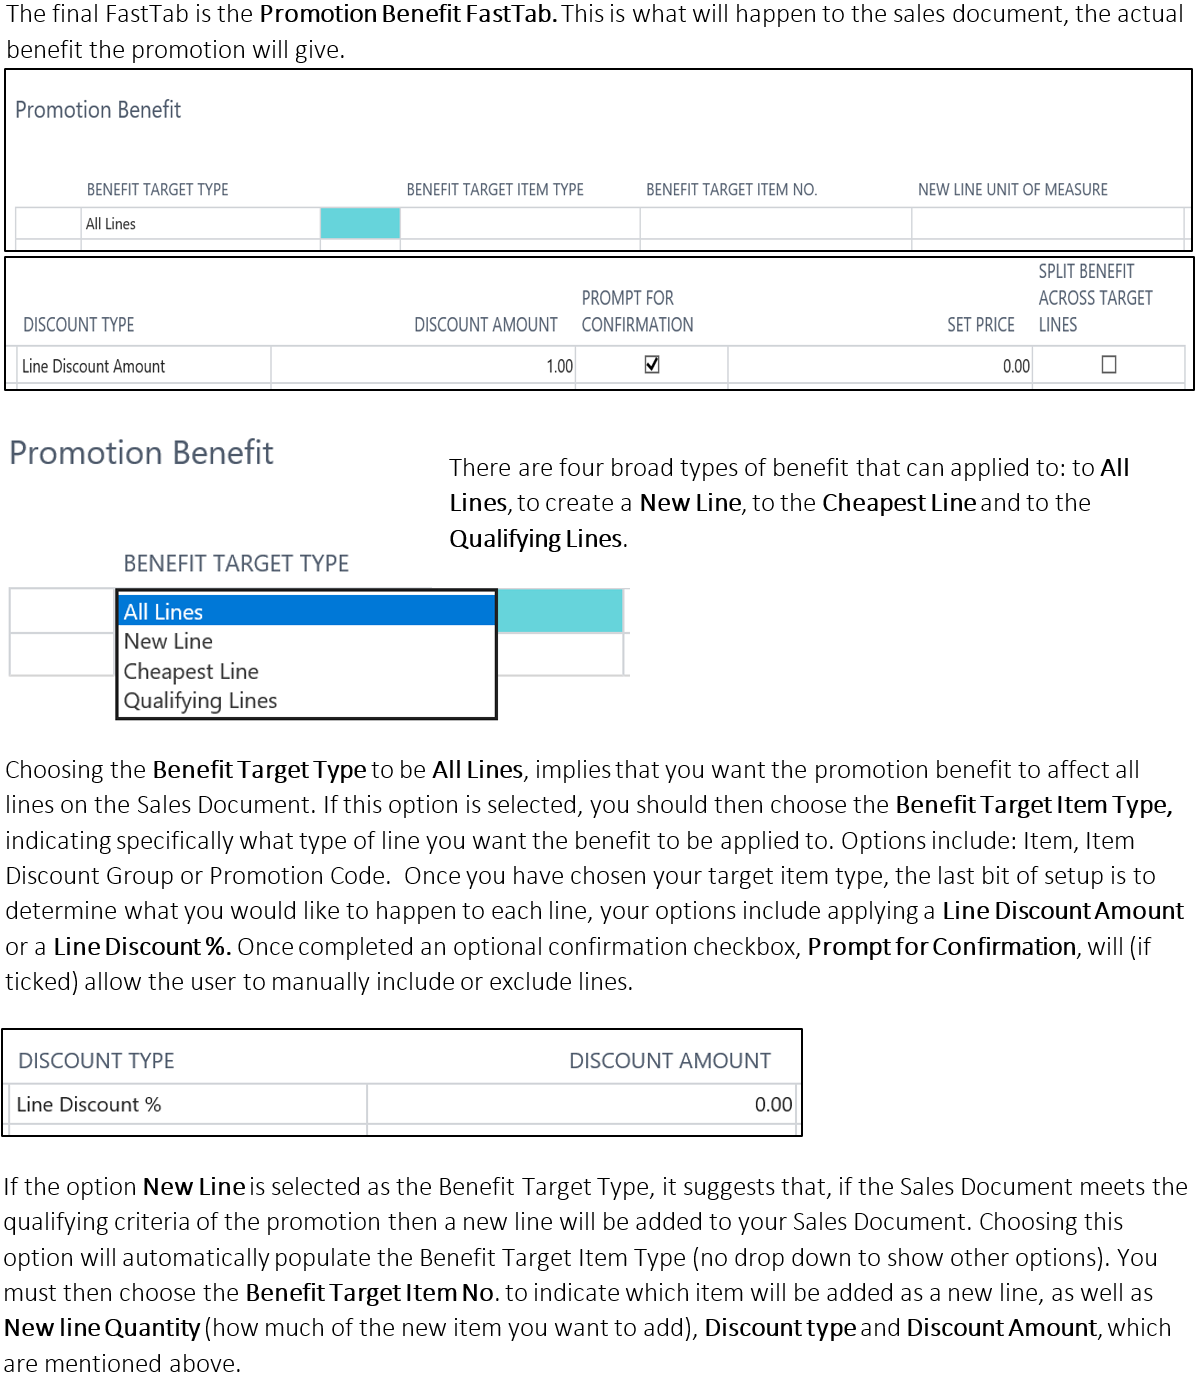 The final FastTab is the Promotion Benefit FastTab. This is what will happen to the sales document, the actual
benefit the promotion will give.
Promotion Benefit
BENEFIT TARGET TYPE BENEFIT TARGET ITEM TYPE BENEFIT TARGET ITEM NO. NEW LINE UNIT OF MEASURE
All Lines
SPLIT BENEFIT
PROMPT FOR ACROSS TARGET
DISCOUNT TYPE DISCOUNT AMOUNT CONFIRMATION SET PRICE LINES
Line Discount Amount 1.00 0.00
Promotion Benefit
There are four broad types of benefit that can applied to: to All
Lines, to create a New Line, to the Cheapest Line and to the
Qualifying Lines.
BENEFIT TARGET TYPE
All Lines
New Line
Cheapest Line
Qualifying Lines
Choosing the Benefit Target Type to be All Lines, implies that you want the promotion benefit to affect all
lines on the Sales Document. If this option is selected, you should then choose the Benefit Target Item Type,
indicating specifically what type of line you want the benefit to be applied to. Options include: Item, Item
Discount Group or Promotion Code. Once you have chosen your target item type, the last bit of setup is to
determine what you would like to happen to each line, your options include applying a Line Discount Amount
or a Line Discount %. Once completed an optional confirmation checkbox, Prompt for Confirmation, will (if
ticked) allow the user to manually include or exclude lines.
DISCOUNT TYPE DISCOUNT AMOUNT
Line Discount % 0.00
If the option New Line is selected as the Benefit Target Type, it suggests that, if the Sales Document meets the
qualifying criteria of the promotion then a new line will be added to your Sales Document. Choosing this
option will automatically populate the Benefit Target Item Type (no drop down to show other options). You
must then choose the Benefit Target Item No. to indicate which item will be added as a new line, as well as
New line Quantity (how much of the new item you want to add), Discount type and Discount Amount, which
are mentioned above.